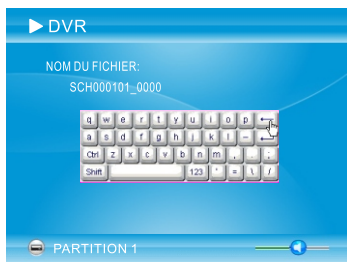 DVR
NOM DU FICHIER:
SCH000101_0000
q w e r t y u i o p
a s d f g h j k l -
Ctrl z x c v b n m , . ;
Shift 123 ' = \ /
PARTITION 1